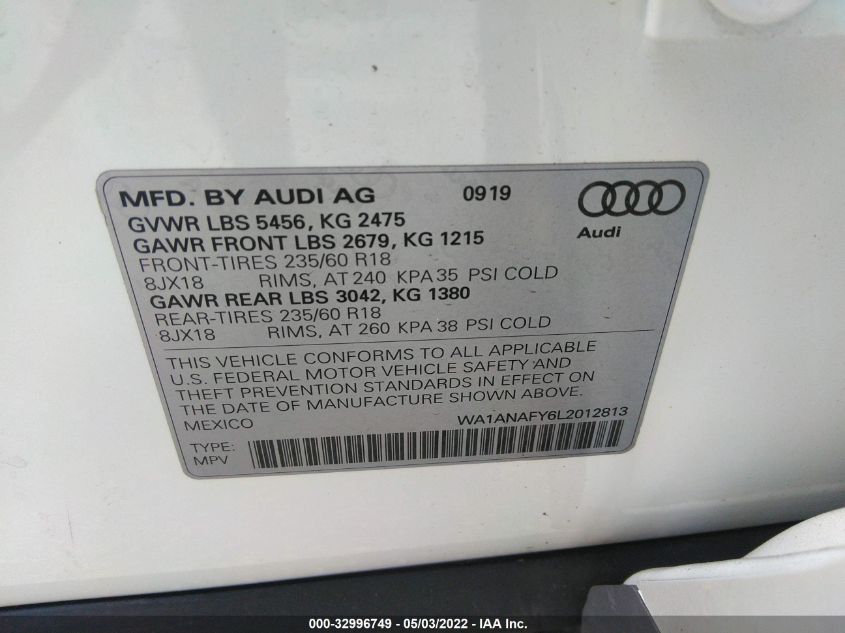 MFD. BY AUDI AG 0919
GVWR LBS 5456, KG 2475
GAWR FRONT LBS 2679, KG 1215
Audi
FRONT-TIRES 235/60 R18
8JX18 RIMS, AT 240 KPA 35 PSI COLD
GAWR REAR LBS 3042, KG 1380
REAR-TIRES 235/60 R18
8JX18 RIMS, AT 260 KPA 38 PSI COLD
THIS VEHICLE CONFORMS TO ALL APPLICABLE
U.S. FEDERAL MOTOR VEHICLE SAFETY AND
THEFT PREVENTION STANDARDS IN EFFECT ON
THE DATE OF MANUFACTURE SHOWN ABOVE.
MEXICO WA1ANAFY6L2012813
TYPE:
MPV
000-32996749 - 05/03/2022 - IAA Inc.